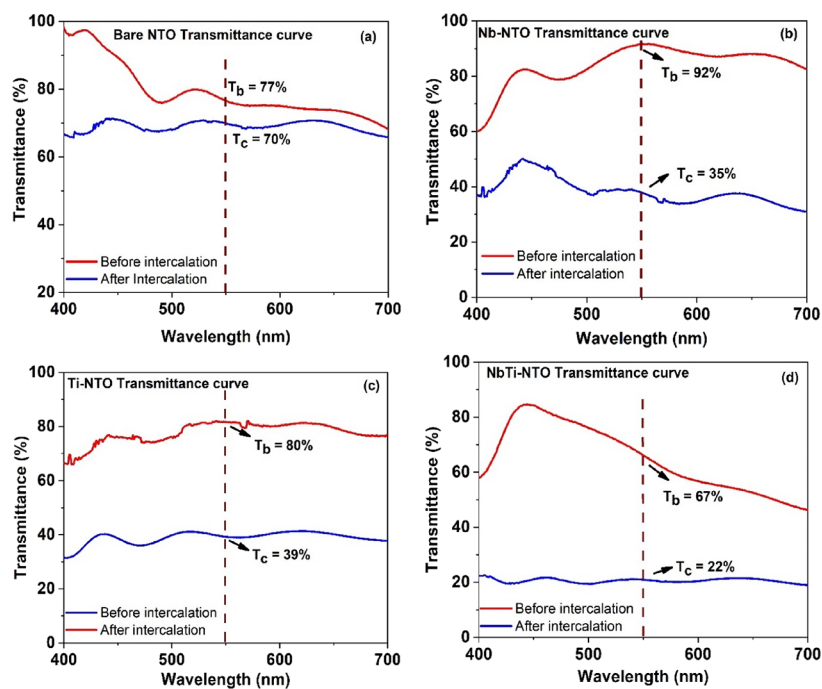 Bare NTO Transmittance curve
(a)
Transmittance (%)
100
80
60
40
20
T_b = 77%
T_c = 70%
Before intercalation
After Intercalation
400
500
600
700
Wavelength (nm)
Nb-NTO Transmittance curve
(b)
Transmittance (%)
100
80
60
40
20
0
T_b = 92%
T_c = 35%
Before intercalation
After intercalation
400
500
600
700
Wavelength (nm)
Ti-NTO Transmittance curve
(c)
Transmittance (%)
100
80
60
40
20
0
T_b = 80%
T_c = 39%
Before intercalation
After intercalation
400
500
600
700
Wavelength (nm)
NbTi-NTO Transmittance curve
(d)
Transmittance (%)
100
80
60
40
20
0
T_b = 67%
T_c = 22%
Before intercalation
After intercalation
400
500
600
700
Wavelength (nm)